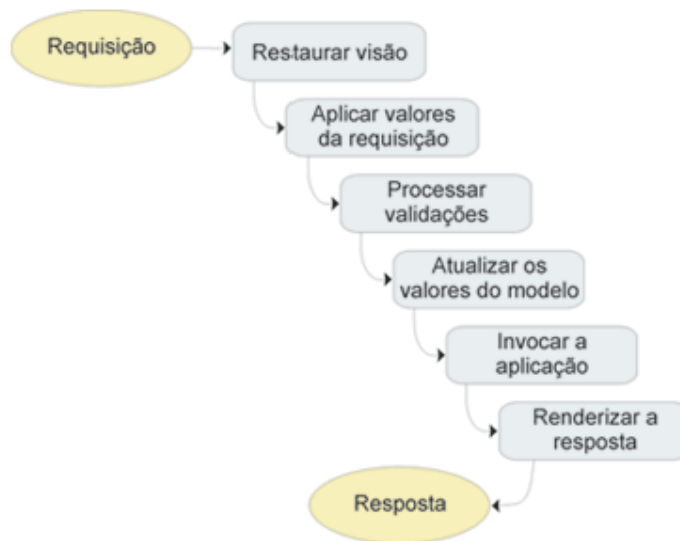 Requisição
Restaurar visão
Aplicar valores
da requisição
Processar
validações
Atualizar os
valores do modelo
Invocar a
aplicação
Renderizar a
resposta
Resposta